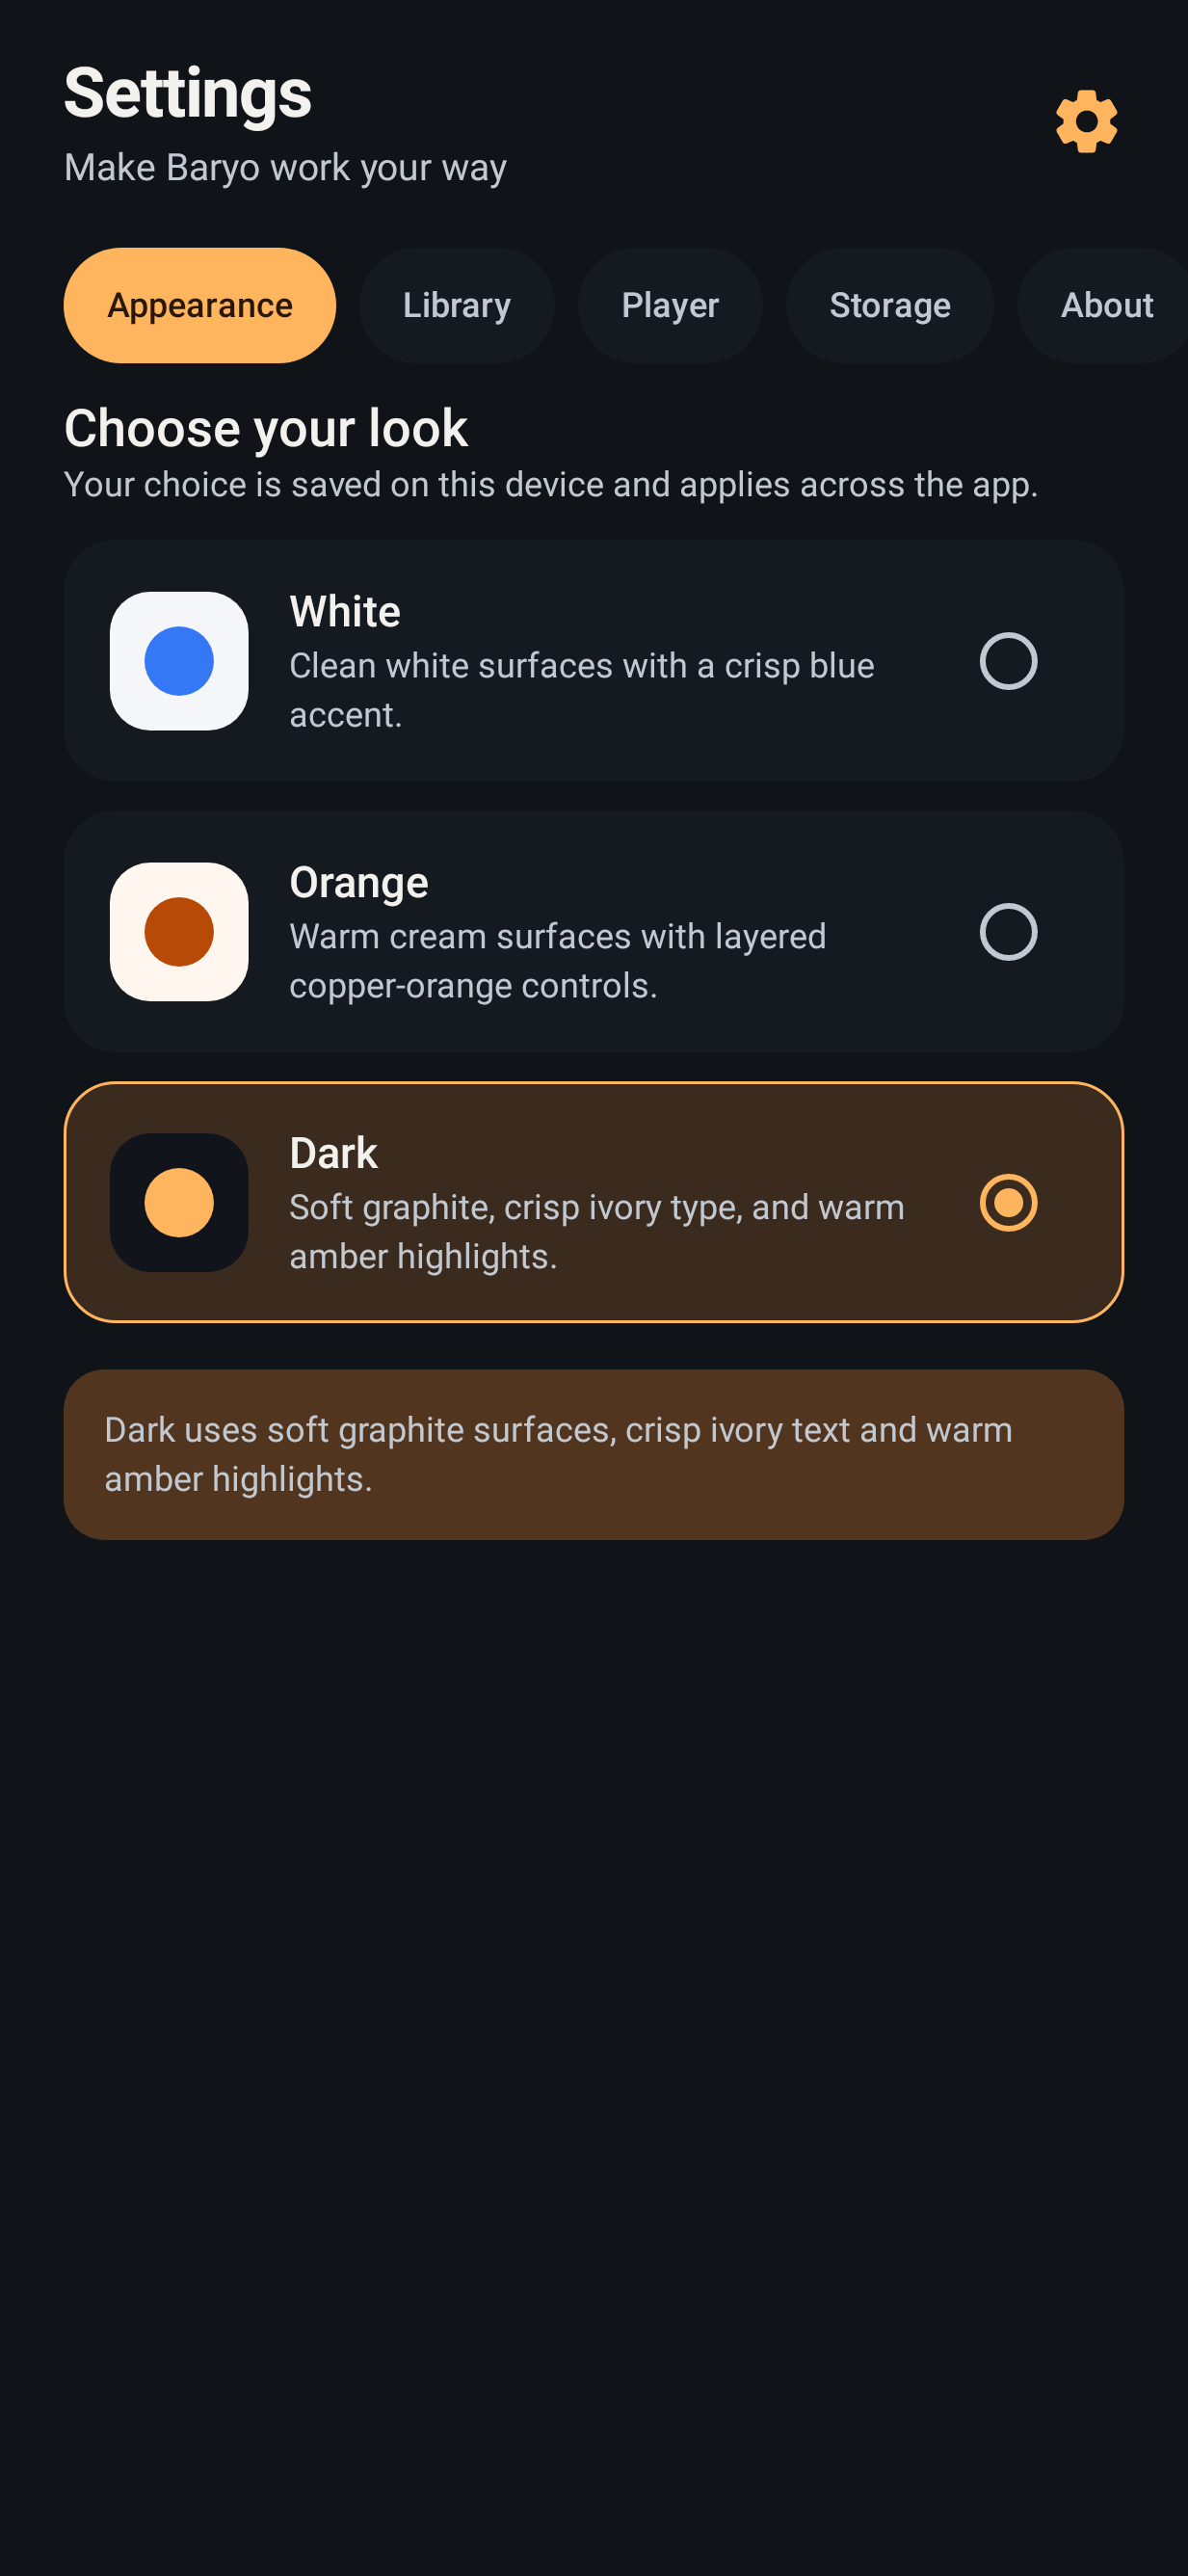 Settings
Make Baryo work your way
Appearance
Library
Player
Storage
About
Choose your look
Your choice is saved on this device and applies across the app.
White
Clean white surfaces with a crisp blue
accent.
Orange
Warm cream surfaces with layered
copper-orange controls.
Dark
Soft graphite, crisp ivory type, and warm
amber highlights.
Dark uses soft graphite surfaces, crisp ivory text and warm
amber highlights.